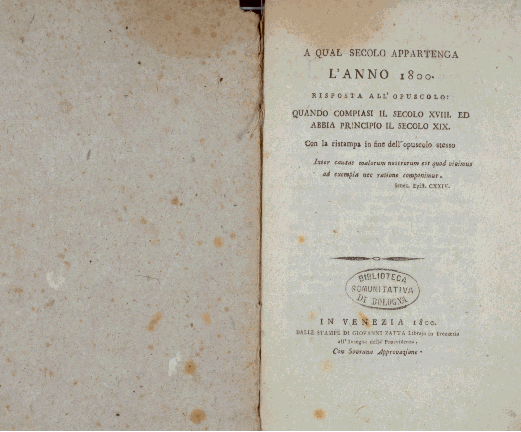 A QUAL SECOLO APPARTENGA
L'ANNO 1800.
RISPOSTA ALL' OPUSCOLO:
QUANDO COMPIASI IL SECOLO XVIII. ED
ABBIA PRINCIPIO IL SECOLO XIX.
Con la ristampa in fine dell'opuscolo stesso
Inter causas malorum nostrorum est quod vivimus
ad exempla nec ratione componimur.
Senec. Epist. CXXIV.
BIBLIOTECA
COMUNITATIVA
DI BOLOGNA
IN VENEZIA 1800.
DALLE STAMPE DI GIOVANNI ZATTA Librajo in Frezzeria
all' Insegna della Provvidenza.
Con Sovrana Approvazione.